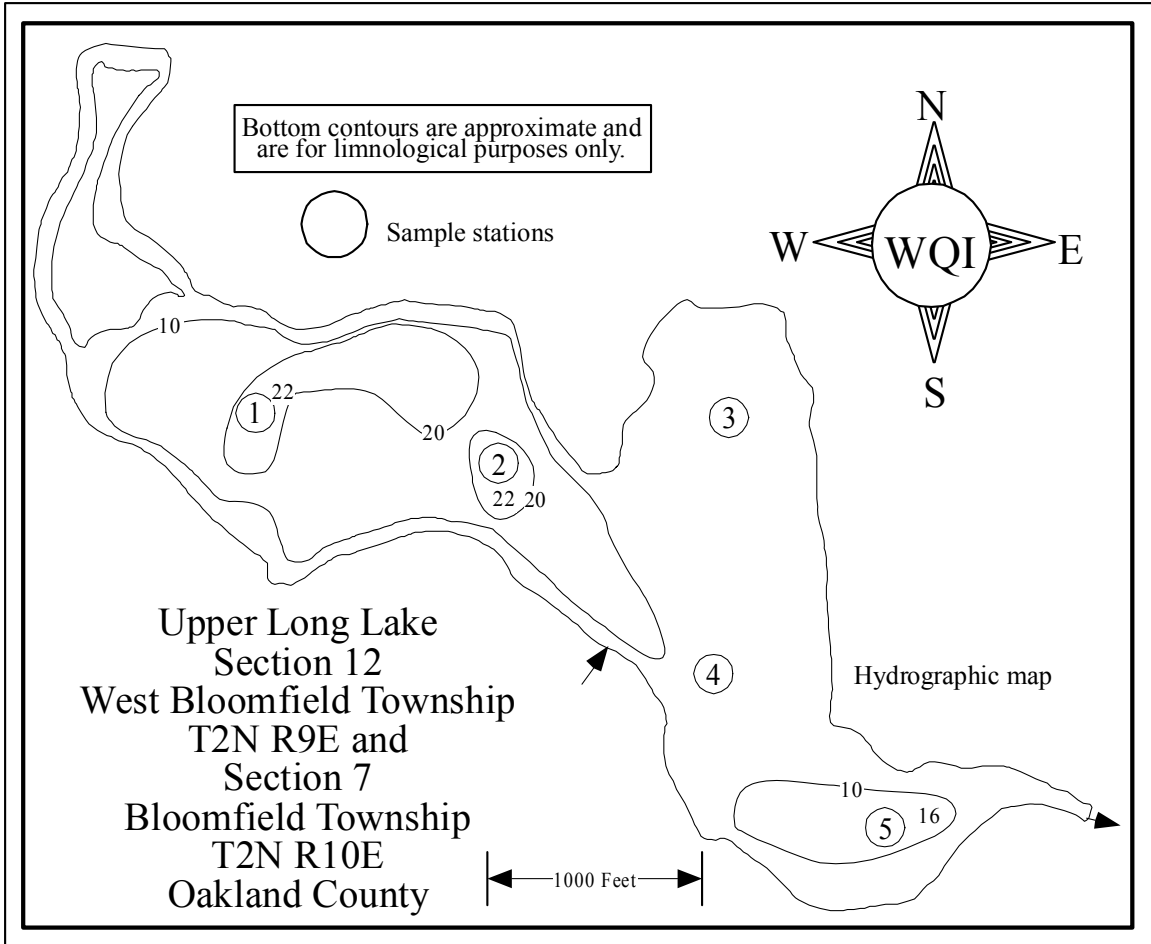 Bottom contours are approximate and
are for limnological purposes only.
Sample stations
N
W
WQI
E
S
10
22
1
20
2
22
20
3
4
Hydrographic map
Upper Long Lake
Section 12
West Bloomfield Township
T2N R9E and
Section 7
Bloomfield Township
T2N R10E
Oakland County
10
16
5
1000 Feet